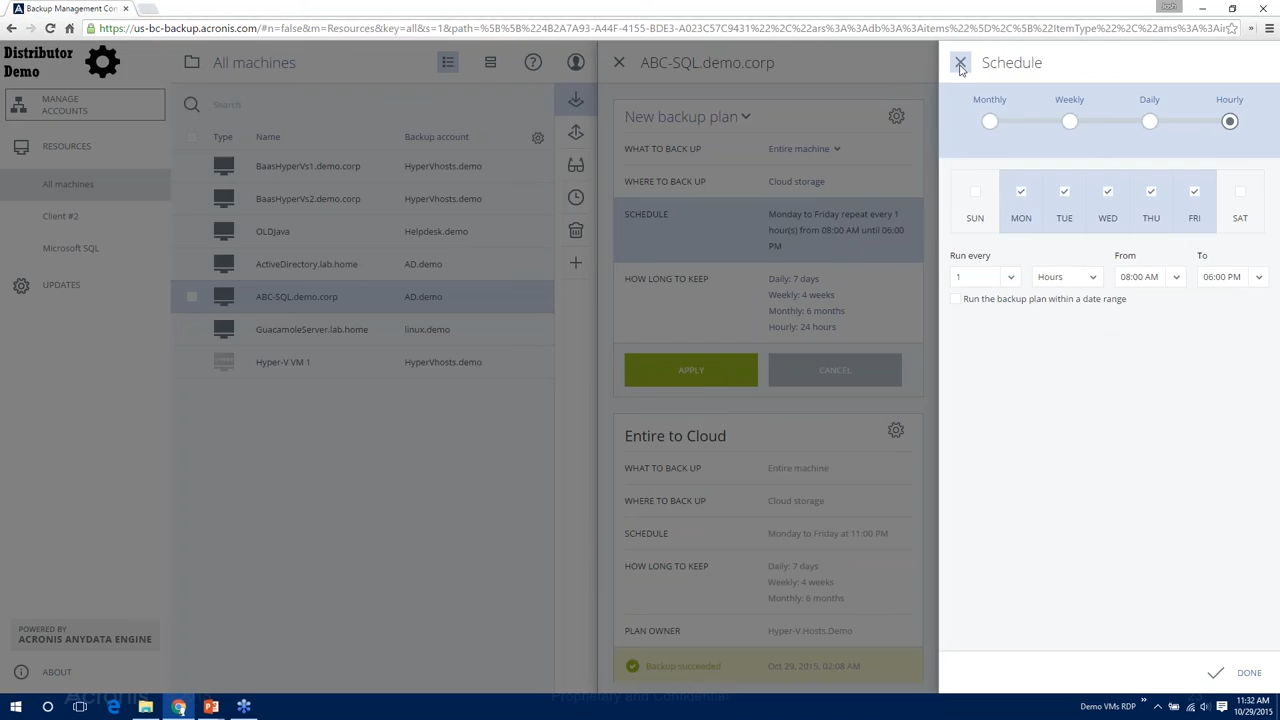 Backup Management Con
Josh
https://us-bc-backup.acronis.com/#n=false&m=Resources&key=all&s=1&path=%5B%5B%224B2407A9-A44F-4155-BDE3-A023C57C9431%22%2C%22ars%3A%3Adb%3A%3Aitems%22%5D%2C%5B%22ItemType%22%2C%22ams%3A%3Aitem
Distributor
Demo
All machines
ABC-SQL.demo.corp
Schedule
MANAGE
ACCOUNTS
RESOURCES
All machines
Client #2
Microsoft SQL
UPDATES
POWERED BY
ACRONIS ANYDATA ENGINE
ABOUT
Search
Type Name Backup account
BaasHyperVs1.demo.corp HyperVhosts.demo
BaasHyperVs2.demo.corp HyperVhosts.demo
OLDJava Helpdesk.demo
ActiveDirectory.lab.home AD.demo
ABC-SQL.demo.corp AD.demo
GuacamoleServer.lab.home linux.demo
Hyper-V VM 1 HyperVhosts.demo
New backup plan
WHAT TO BACK UP Entire machine
WHERE TO BACK UP Cloud storage
SCHEDULE Monday to Friday repeat every 1
hour(s) from 08:00 AM until 06:00
PM
HOW LONG TO KEEP Daily: 7 days
Weekly: 4 weeks
Monthly: 6 months
Hourly: 24 hours
APPLY CANCEL
Entire to Cloud
WHAT TO BACK UP Entire machine
WHERE TO BACK UP Cloud storage
SCHEDULE Monday to Friday at 11:00 PM
HOW LONG TO KEEP Daily: 7 days
Weekly: 4 weeks
Monthly: 6 months
PLAN OWNER Hyper-V.Hosts.Demo
Backup succeeded Oct 29, 2015, 02:08 AM
Monthly Weekly Daily Hourly
SUN MON TUE WED THU FRI SAT
Run every From To
1 Hours 08:00 AM 06:00 PM
Run the backup plan within a date range
DONE
Acronis
Proprietary and Confidential
23
Demo VMs RDP
11:32 AM
10/29/2015